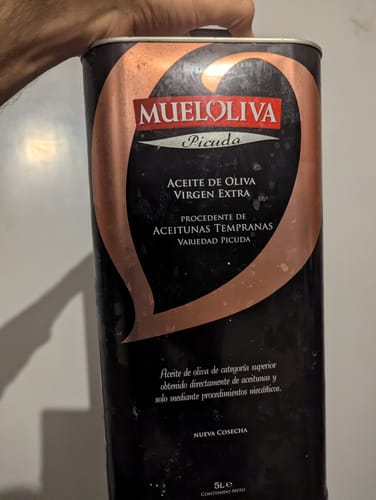 MUELOLIVA
Picuda
ACEITE DE OLIVA
VIRGEN EXTRA
PROCEDENTE DE
ACEITUNAS TEMPRANAS
VARIEDAD PICUDA
Aceite de oliva de categoría superior
obtenido directamente de aceitunas y
solo mediante procedimientos mecánicos.
NUEVA COSECHA
5L e
CONTENIDO NETO